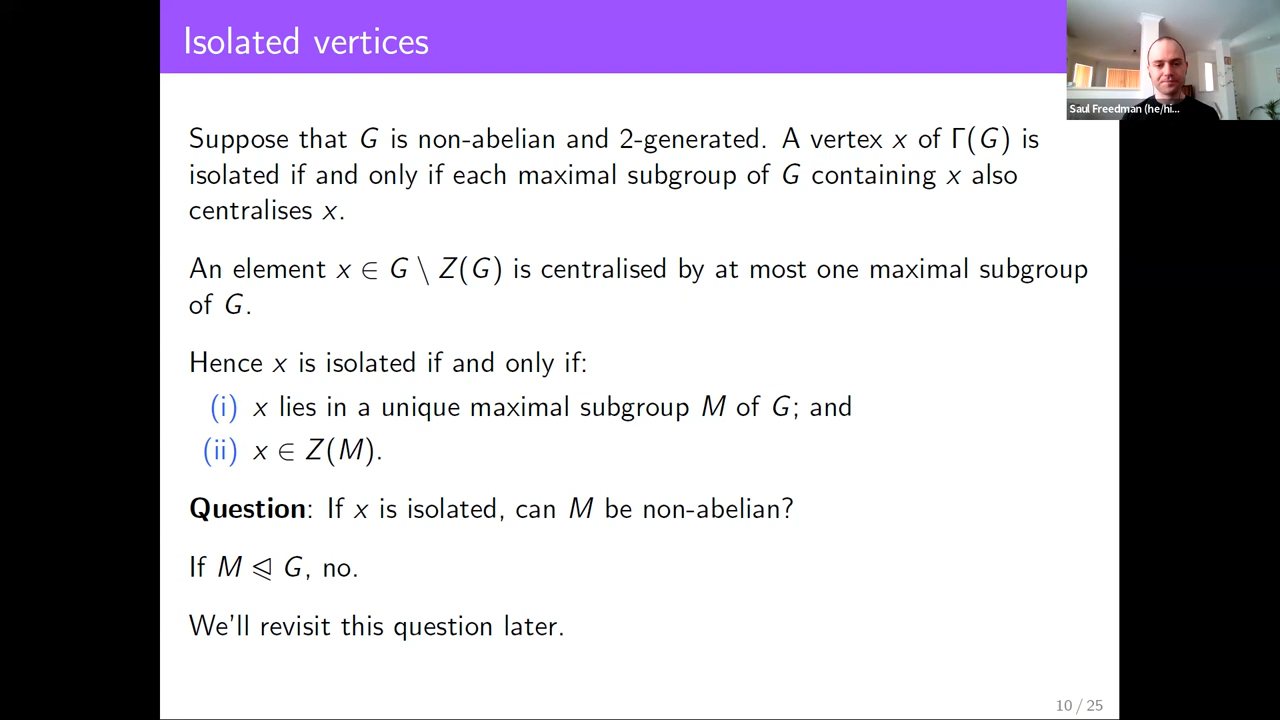 Isolated vertices
Saul Freedman (he/hi...
Suppose that G is non-abelian and 2-generated. A vertex x of Γ(G) is
isolated if and only if each maximal subgroup of G containing x also
centralises x.
An element x ∈ G \ Z(G) is centralised by at most one maximal subgroup
of G.
Hence x is isolated if and only if:
(i) x lies in a unique maximal subgroup M of G; and
(ii) x ∈ Z(M).
Question: If x is isolated, can M be non-abelian?
If M ⊴ G, no.
We'll revisit this question later.
10 / 25